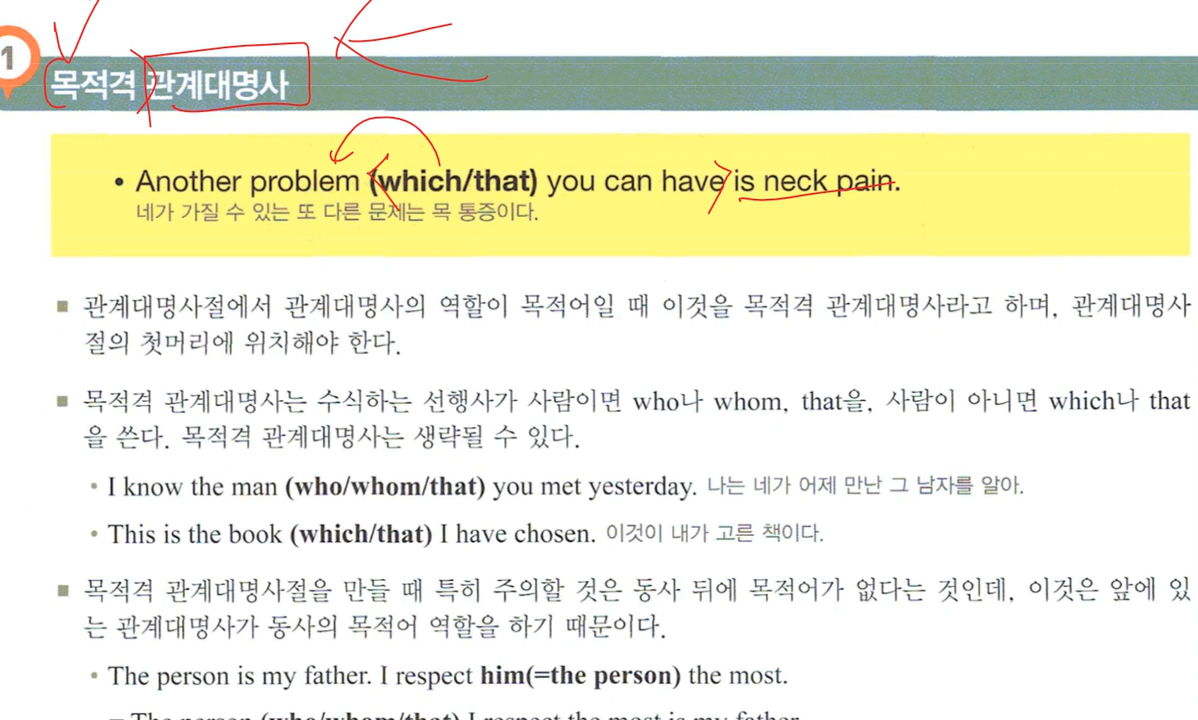 1
목적격 관계대명사
• Another problem (which/that) you can have is neck pain.
네가 가질 수 있는 또 다른 문제는 목 통증이다.
■ 관계대명사절에서 관계대명사의 역할이 목적어일 때 이것을 목적격 관계대명사라고 하며, 관계대명사
절의 첫머리에 위치해야 한다.
■ 목적격 관계대명사는 수식하는 선행사가 사람이면 who나 whom, that을, 사람이 아니면 which나 that
을 쓴다. 목적격 관계대명사는 생략될 수 있다.
• I know the man (who/whom/that) you met yesterday. 나는 네가 어제 만난 그 남자를 알아.
• This is the book (which/that) I have chosen. 이것이 내가 고른 책이다.
■ 목적격 관계대명사절을 만들 때 특히 주의할 것은 동사 뒤에 목적어가 없다는 것인데, 이것은 앞에 있
는 관계대명사가 동사의 목적어 역할을 하기 때문이다.
• The person is my father. I respect him(=the person) the most.
= The person (who/whom/that) I respect the most is my father.